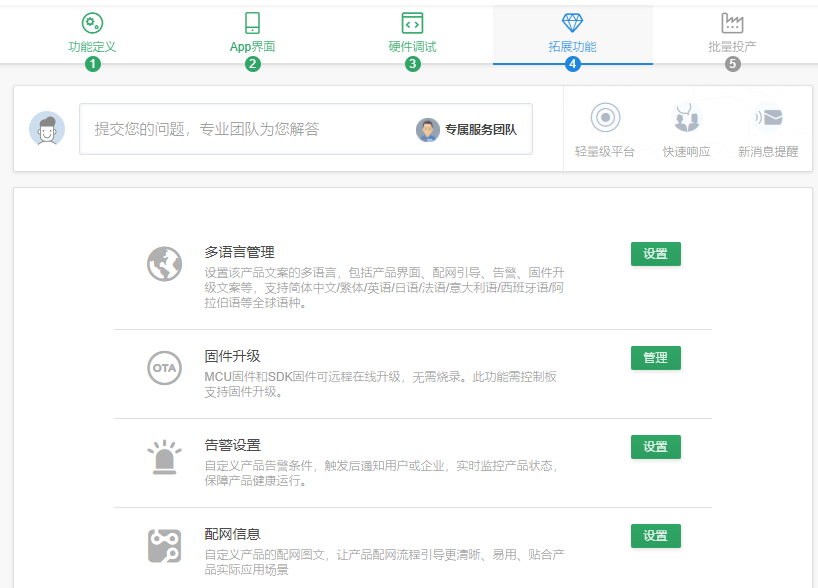 功能定义
App界面
硬件调试
拓展功能
批量投产
1
2
3
4
5
提交您的问题，专业团队为您解答
专属服务团队
轻量级平台
快速响应
新消息提醒
多语言管理
设置
设置该产品文案的多语言，包括产品界面、配网引导、告警、固件升
级文案等，支持简体中文/繁体/英语/日语/法语/意大利语/西班牙语/阿
拉伯语等全球语种。
OTA
固件升级
管理
MCU固件和SDK固件可远程在线升级，无需烧录。此功能需控制板
支持固件升级。
告警设置
设置
自定义产品告警条件，触发后通知用户或企业，实时监控产品状态，
保障产品健康运行。
配网信息
设置
自定义产品的配网图文，让产品配网流程引导更清晰、易用、贴合产
品实际应用场景